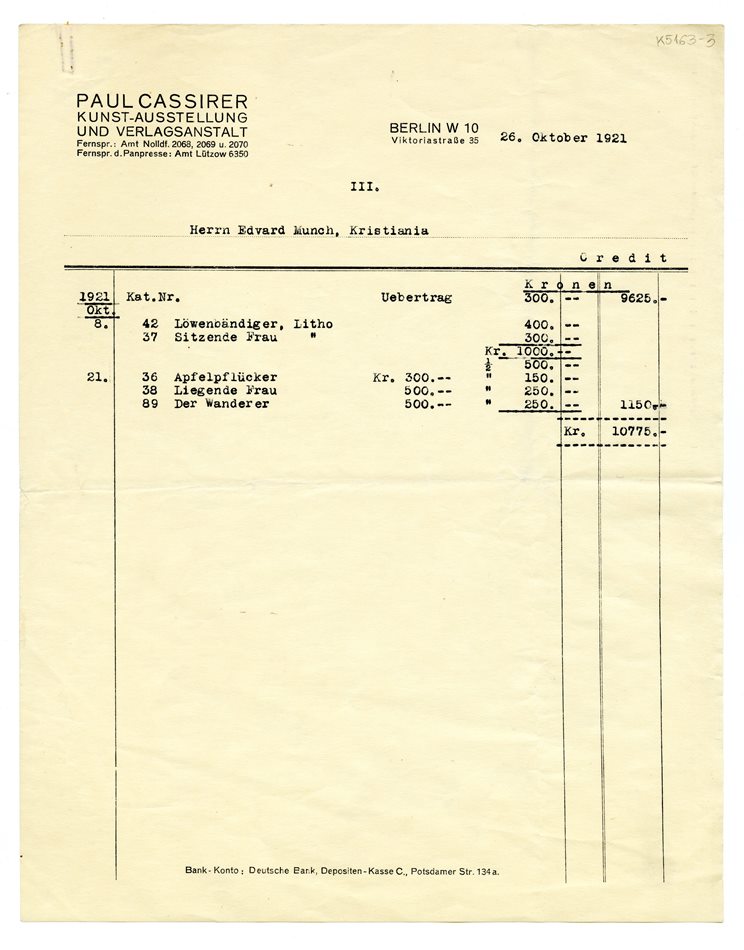 K5163-3
PAUL CASSIRER
KUNST-AUSSTELLUNG
UND VERLAGSANSTALT
Fernspr.: Amt Nolldf. 2068, 2069 u. 2070
Fernspr. d. Panpresse: Amt Lützow 6350
BERLIN W 10
Viktoriastraße 35
26. Oktober 1921
III.
Herrn Edvard Munch, Kristiania
Credit
Kronen
1921 Kat.Nr. Uebertrag 300.-- 9625.-
Okt.
8. 42 Löwenbändiger, Litho 400.--
37 Sitzende Frau " 300.--
Kr. 1000.--
½ 500.--
21. 36 Apfelpflücker Kr. 300.-- " 150.--
38 Liegende Frau 500.-- " 250.--
89 Der Wanderer 500.-- " 250.-- 1150.-
Kr. 10775.-
Bank-Konto: Deutsche Bank, Depositen-Kasse C., Potsdamer Str. 134a.